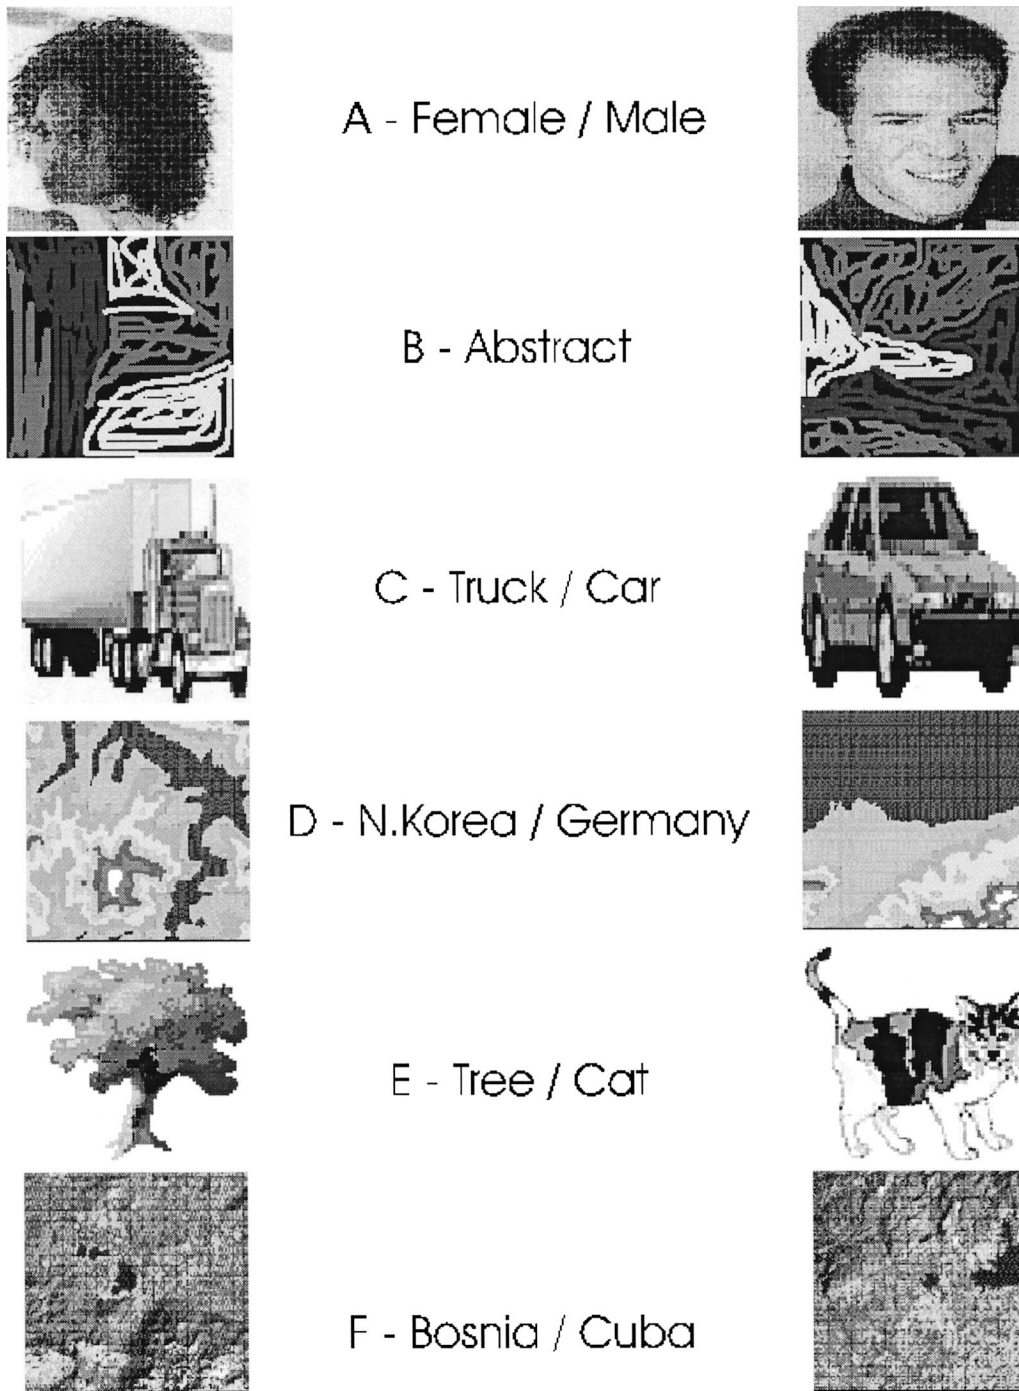 A - Female / Male
B - Abstract
C - Truck / Car
D - N.Korea / Germany
E - Tree / Cat
F - Bosnia / Cuba